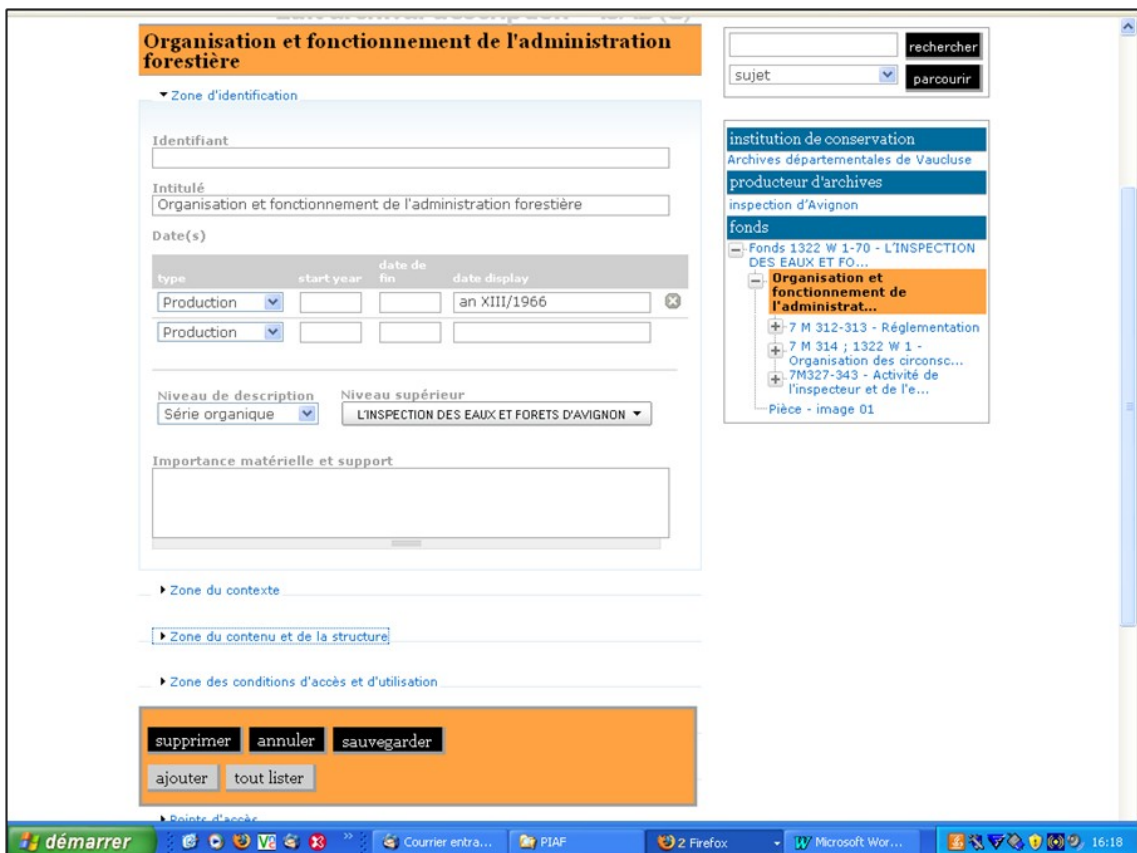 Edit archival description - ISAD(G)
Organisation et fonctionnement de l'administration
forestière
Zone d'identification
Identifiant
Intitulé
Organisation et fonctionnement de l'administration forestière
Date(s)
type start year date de fin date display
Production an XIII/1966
Production
Niveau de description Niveau supérieur
Série organique L'INSPECTION DES EAUX ET FORETS D'AVIGNON
Importance matérielle et support
Zone du contexte
Zone du contenu et de la structure
Zone des conditions d'accès et d'utilisation
supprimer annuler sauvegarder
ajouter tout lister
Points d'accès
rechercher
sujet parcourir
institution de conservation
Archives départementales de Vaucluse
producteur d'archives
inspection d'Avignon
fonds
Fonds 1322 W 1-70 - L'INSPECTION
DES EAUX ET FO...
Organisation et
fonctionnement de
l'administrat...
7 M 312-313 - Réglementation
7 M 314 ; 1322 W 1 -
Organisation des circonsc...
7M327-343 - Activité de
l'inspecteur et de l'e...
Pièce - image 01
démarrer » Courrier entra... PIAF 2 Firefox Microsoft Wor... 16:18